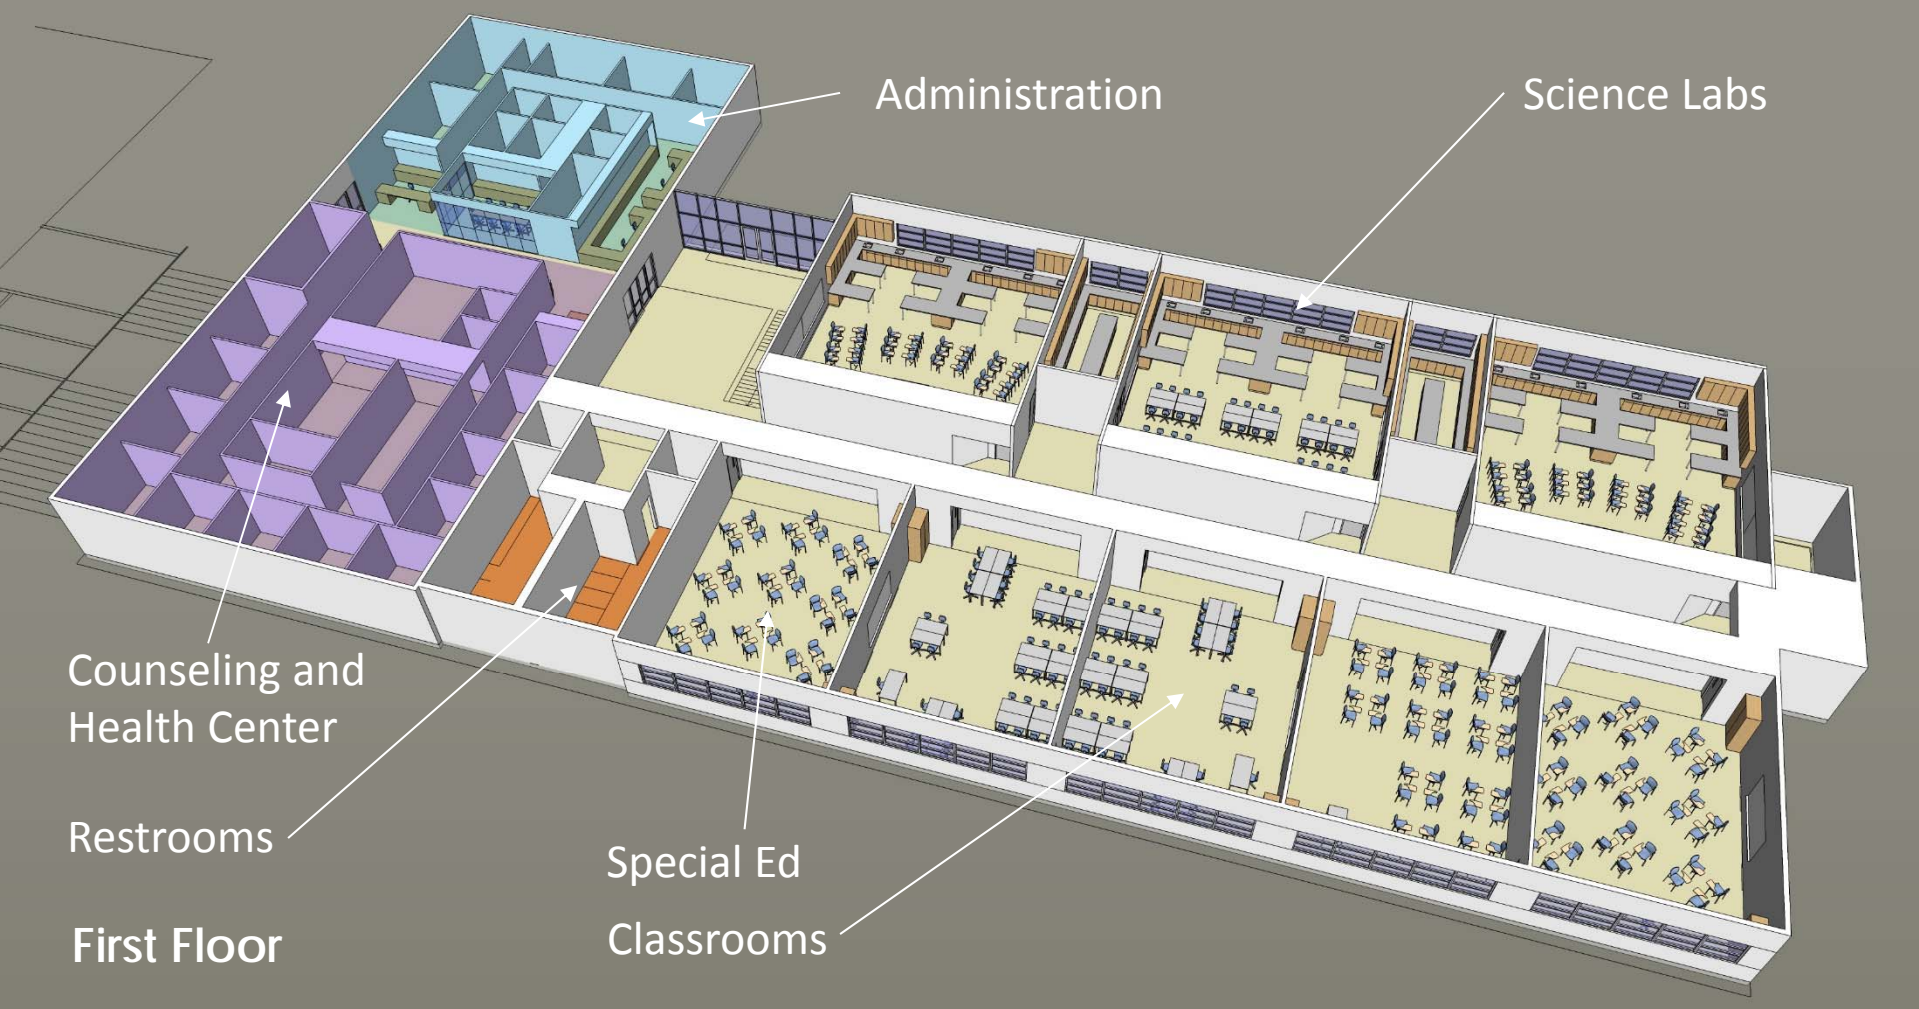 Administration
Science Labs
Counseling and
Health Center
Restrooms
Special Ed
Classrooms
First Floor